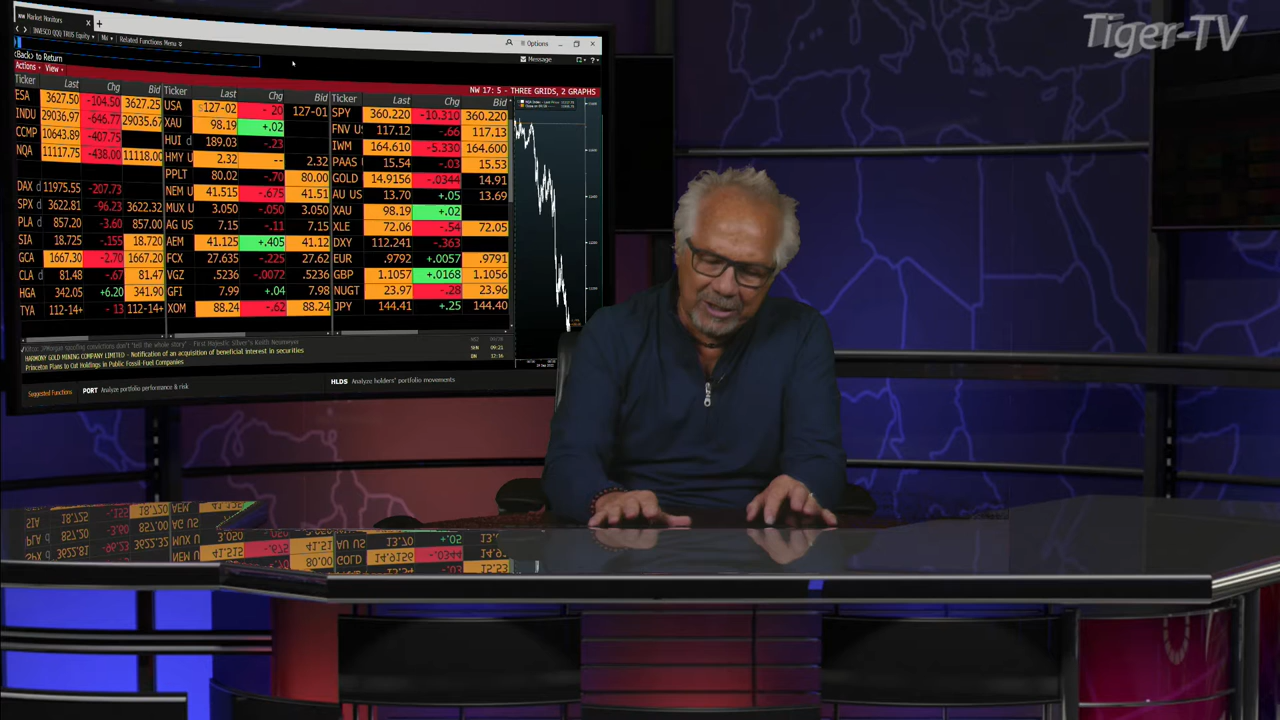 Tiger-TV
Market Monitors
INVESCO QQQ TRUS Equity Related Functions Menu
Options
<Back> to Return
Message
Actions View
NW 17: 5 - THREE GRIDS, 2 GRAPHS
Ticker Last Chg Bid Ticker Last Chg Bid Ticker Last Chg Bid
ESA 3627.50 -104.50 3627.25 USA 127-02 - 20 127-01 SPY 360.220 -10.310 360.200
INDU 29036.97 -646.77 29035.67 XAU 98.19 +.02 FNV US 117.12 -.66 117.13
CCMP 10643.89 -407.75 HUI d 189.03 -.23 IWM 164.610 -5.330 164.600
NQA 11117.75 -438.00 11118.00 HMY U 2.32 -- 2.32 PAAS 15.54 -.03 15.53
PPLT 80.02 -.70 80.00 GOLD 14.9156 -.0344 14.91
DAX d 11975.55 -207.73 NEM U 41.515 -.675 41.51 AU US 13.70 +.05 13.69
SPX d 3622.81 -96.23 3622.32 MUX U 3.050 -.050 3.050 XAU 98.19 +.02
PLA d 857.20 -3.60 857.00 AG US 7.15 -.11 7.15 XLE 72.06 -.54 72.05
SIA 18.725 -.155 18.720 AEM 41.125 +.405 41.12 DXY 112.241 -.363
GCA 1667.30 -2.70 1667.20 FCX 27.635 -.225 27.62 EUR .9792 +.0057 .9791
CLA d 81.48 -.67 81.47 VGZ .5236 -.0072 .5236 GBP 1.1057 +.0168 1.1056
HGA 342.05 +6.20 341.90 GFI 7.99 +.04 7.98 NUGT 23.97 -.28 23.96
TYA 112-14+ - 13 112-14+ XOM 88.24 -.62 88.24 JPY 144.41 +.25 144.40
HARMONY GOLD MINING COMPANY LIMITED - Notification of an acquisition of beneficial interest in securities
Princeton Plans to Cut Holdings in Public Fossil-Fuel Companies
Suggested Functions PORT Analyze portfolio performance & risk HLDS Analyze holders' portfolio movements